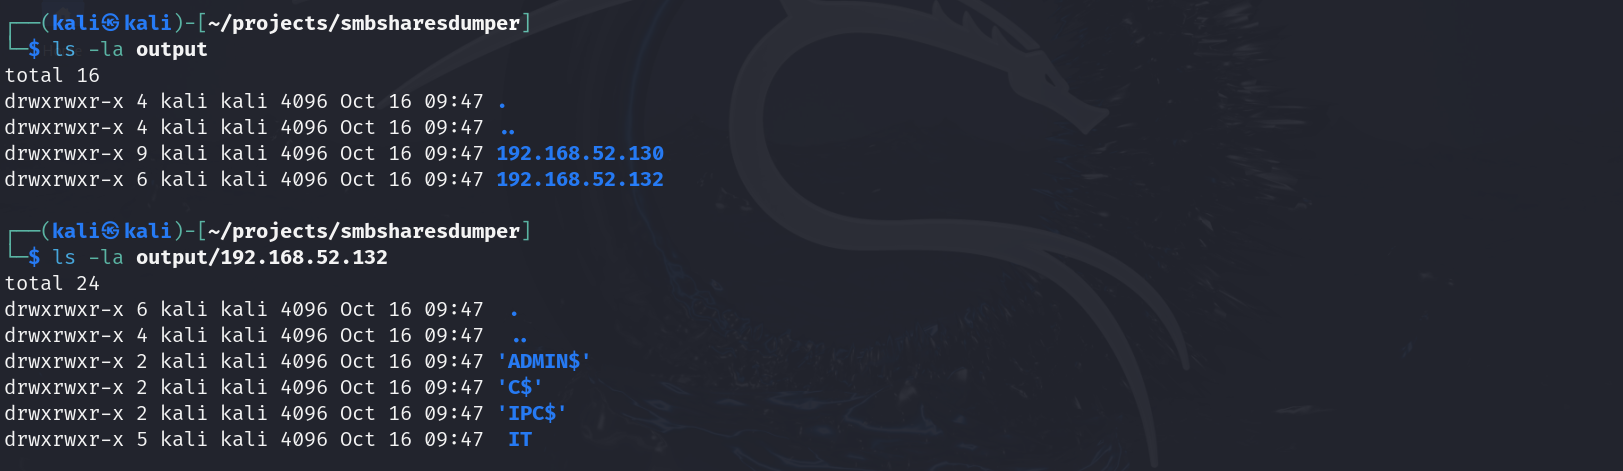 ┌──(kali㉿kali)-[~/projects/smbsharesdumper]
└─$ ls -la output
total 16
drwxrwxr-x 4 kali kali 4096 Oct 16 09:47 .
drwxrwxr-x 4 kali kali 4096 Oct 16 09:47 ..
drwxrwxr-x 9 kali kali 4096 Oct 16 09:47 192.168.52.130
drwxrwxr-x 6 kali kali 4096 Oct 16 09:47 192.168.52.132
┌──(kali㉿kali)-[~/projects/smbsharesdumper]
└─$ ls -la output/192.168.52.132
total 24
drwxrwxr-x 6 kali kali 4096 Oct 16 09:47  .
drwxrwxr-x 4 kali kali 4096 Oct 16 09:47  ..
drwxrwxr-x 2 kali kali 4096 Oct 16 09:47 'ADMIN$'
drwxrwxr-x 2 kali kali 4096 Oct 16 09:47 'C$'
drwxrwxr-x 2 kali kali 4096 Oct 16 09:47 'IPC$'
drwxrwxr-x 5 kali kali 4096 Oct 16 09:47  IT